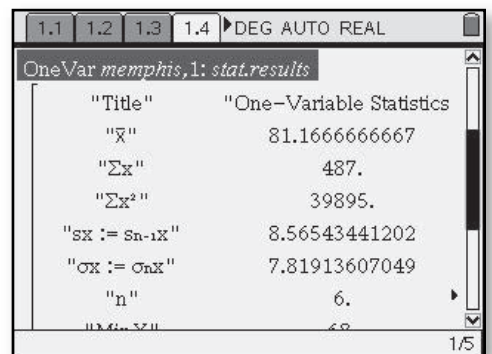 1.1 1.2 1.3 1.4 DEG AUTO REAL
OneVar memphis,1: stat.results
"Title" "One−Variable Statistics
"x̄" 81.1666666667
"Σx" 487.
"Σx²" 39895.
"sx := sₙ₋₁x" 8.56543441202
"σx := σₙx" 7.81913607049
"n" 6.
"MinX" 68.
1/5